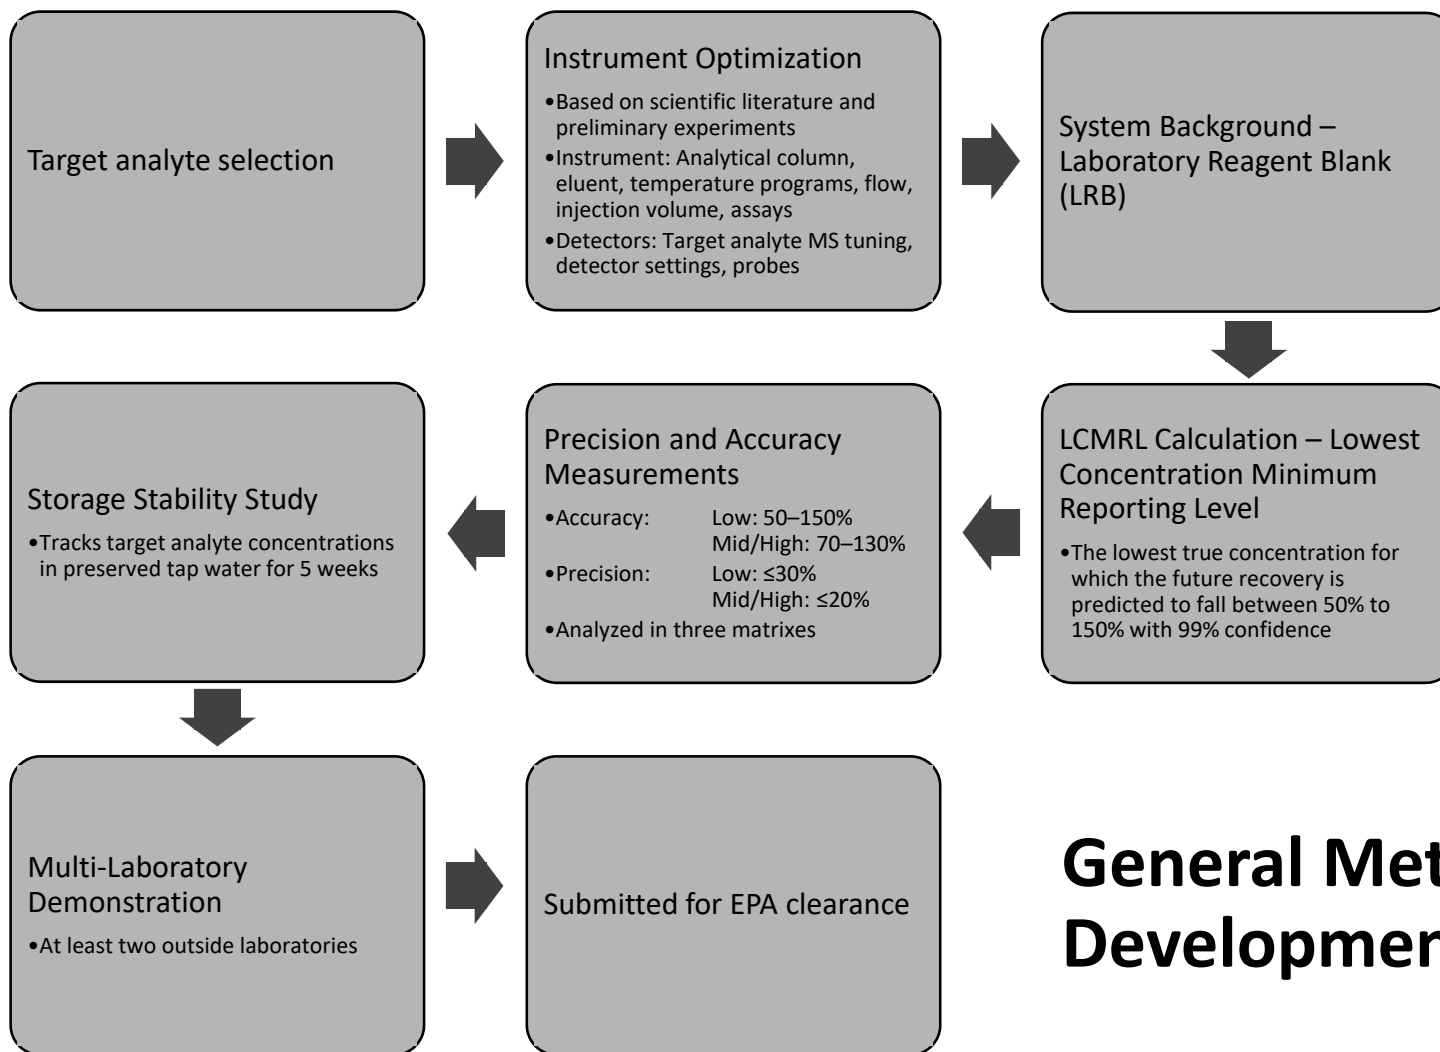 Target analyte selection
Instrument Optimization
•Based on scientific literature and
preliminary experiments
•Instrument: Analytical column,
eluent, temperature programs, flow,
injection volume, assays
•Detectors: Target analyte MS tuning,
detector settings, probes
System Background –
Laboratory Reagent Blank
(LRB)
LCMRL Calculation – Lowest
Concentration Minimum
Reporting Level
•The lowest true concentration for
which the future recovery is
predicted to fall between 50% to
150% with 99% confidence
Precision and Accuracy
Measurements
•Accuracy: Low: 50–150%
Mid/High: 70–130%
•Precision: Low: ≤30%
Mid/High: ≤20%
•Analyzed in three matrixes
Storage Stability Study
•Tracks target analyte concentrations
in preserved tap water for 5 weeks
Multi-Laboratory
Demonstration
•At least two outside laboratories
Submitted for EPA clearance
General Met
Developmen